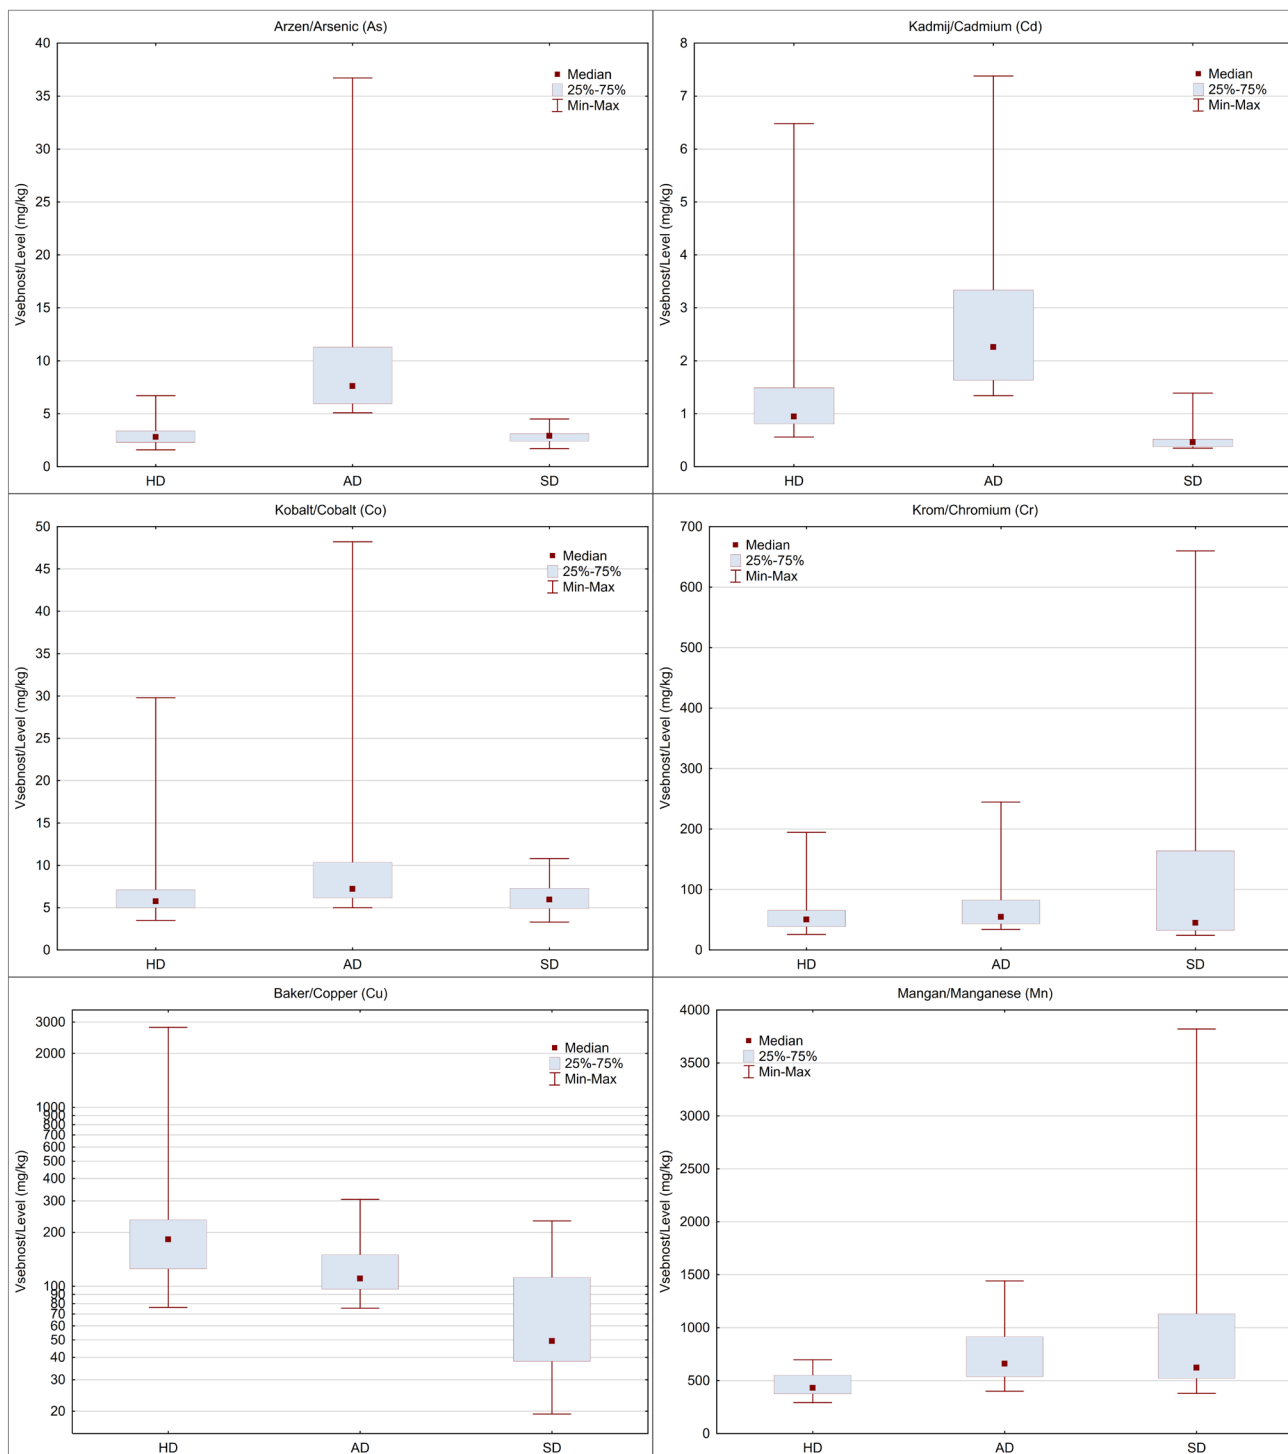 Arzen/Arsenic (As)
Vsebnost/Level (mg/kg)
40
35
30
25
20
15
10
5
0
Median
25%-75%
Min-Max
HD AD SD
Kadmij/Cadmium (Cd)
Vsebnost/Level (mg/kg)
8
7
6
5
4
3
2
1
0
Median
25%-75%
Min-Max
HD AD SD
Kobalt/Cobalt (Co)
Vsebnost/Level (mg/kg)
50
45
40
35
30
25
20
15
10
5
0
Median
25%-75%
Min-Max
HD AD SD
Krom/Chromium (Cr)
Vsebnost/Level (mg/kg)
700
600
500
400
300
200
100
0
Median
25%-75%
Min-Max
HD AD SD
Baker/Copper (Cu)
Vsebnost/Level (mg/kg)
3000
2000
1000
900
800
700
600
500
400
300
200
100
90
80
70
60
50
40
30
20
Median
25%-75%
Min-Max
HD AD SD
Mangan/Manganese (Mn)
Vsebnost/Level (mg/kg)
4000
3500
3000
2500
2000
1500
1000
500
0
Median
25%-75%
Min-Max
HD AD SD